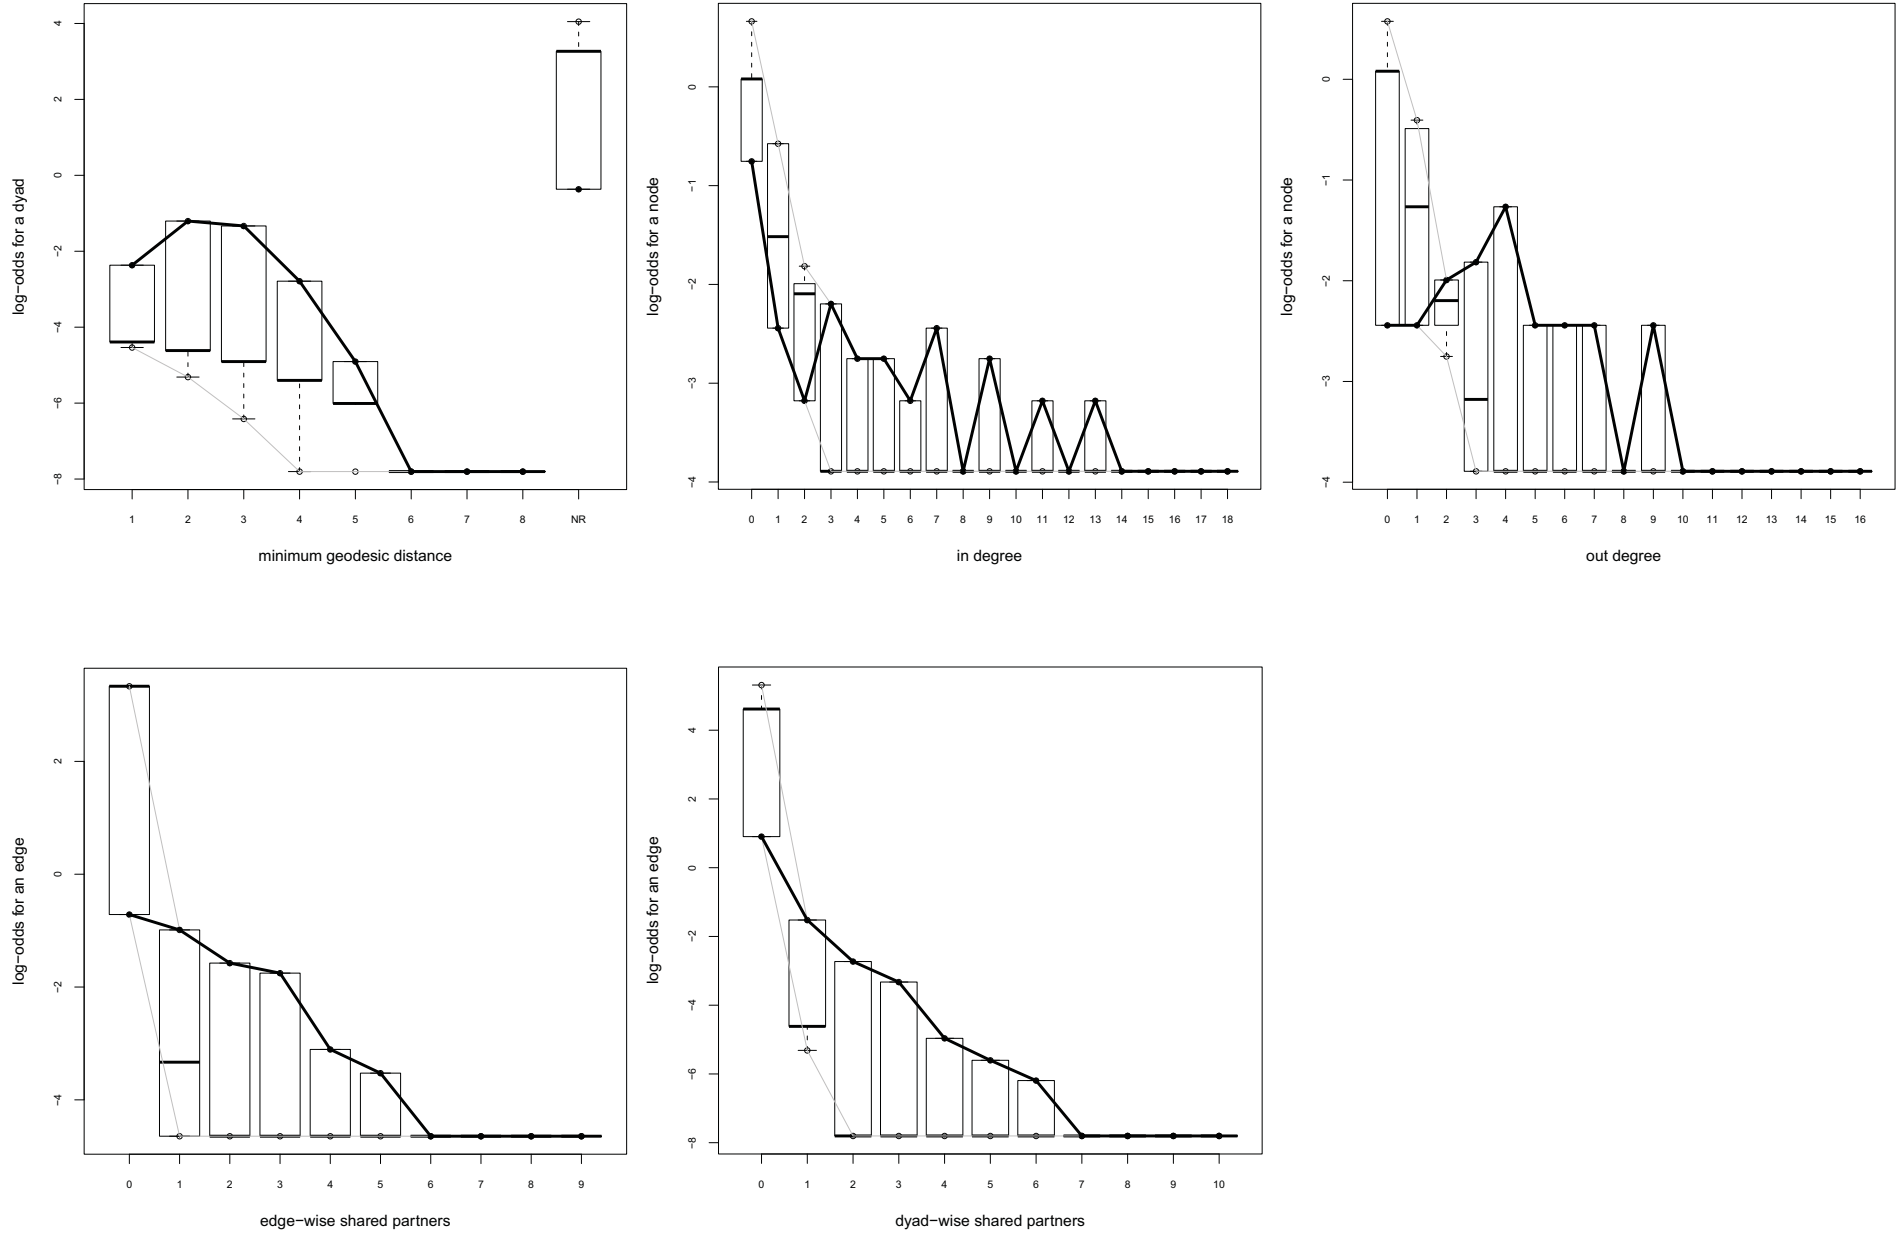 log−odds for a dyad
4
2
0
−2
−4
−6
−8
1 2 3 4 5 6 7 8 NR
minimum geodesic distance
log−odds for a node
0
−1
−2
−3
−4
0 1 2 3 4 5 6 7 8 9 10 11 12 13 14 15 16 17 18
in degree
log−odds for a node
0
−1
−2
−3
−4
0 1 2 3 4 5 6 7 8 9 10 11 12 13 14 15 16
out degree
log−odds for an edge
2
0
−2
−4
0 1 2 3 4 5 6 7 8 9
edge−wise shared partners
log−odds for an edge
4
2
0
−2
−4
−6
−8
0 1 2 3 4 5 6 7 8 9 10
dyad−wise shared partners